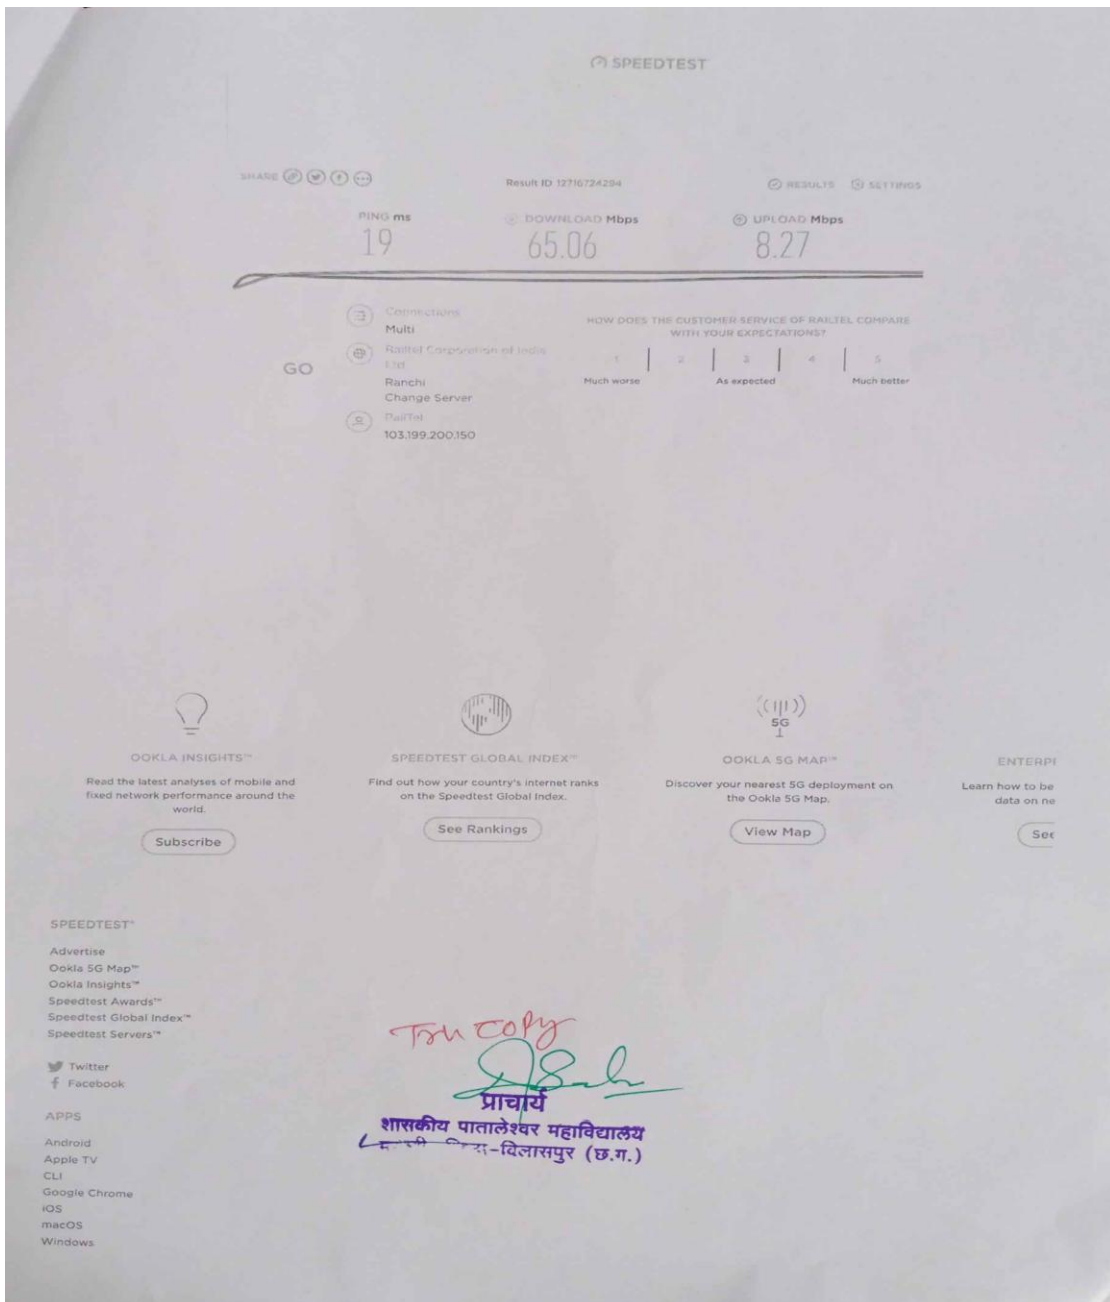 SPEEDTEST
SHARE
Result ID 12716724294
RESULTS
SETTINGS
PING ms
19
DOWNLOAD Mbps
65.06
UPLOAD Mbps
8.27
GO
Connections
Multi
Railtel Corporation of India
Ltd
Ranchi
Change Server
RailTel
103.199.200.150
HOW DOES THE CUSTOMER SERVICE OF RAILTEL COMPARE
WITH YOUR EXPECTATIONS?
1 2 3 4 5
Much worse As expected Much better
OOKLA INSIGHTS™
Read the latest analyses of mobile and
fixed network performance around the
world.
Subscribe
SPEEDTEST GLOBAL INDEX™
Find out how your country's internet ranks
on the Speedtest Global Index.
See Rankings
5G
OOKLA 5G MAP™
Discover your nearest 5G deployment on
the Ookla 5G Map.
View Map
ENTERPI
Learn how to be
data on ne
See
SPEEDTEST®
Advertise
Ookla 5G Map™
Ookla Insights™
Speedtest Awards™
Speedtest Global Index™
Speedtest Servers™
Twitter
Facebook
APPS
Android
Apple TV
CLI
Google Chrome
iOS
macOS
Windows
COPY
प्राचार्य
शासकीय पातालेश्वर महाविद्यालय
बिलासपुर (छ.ग.)